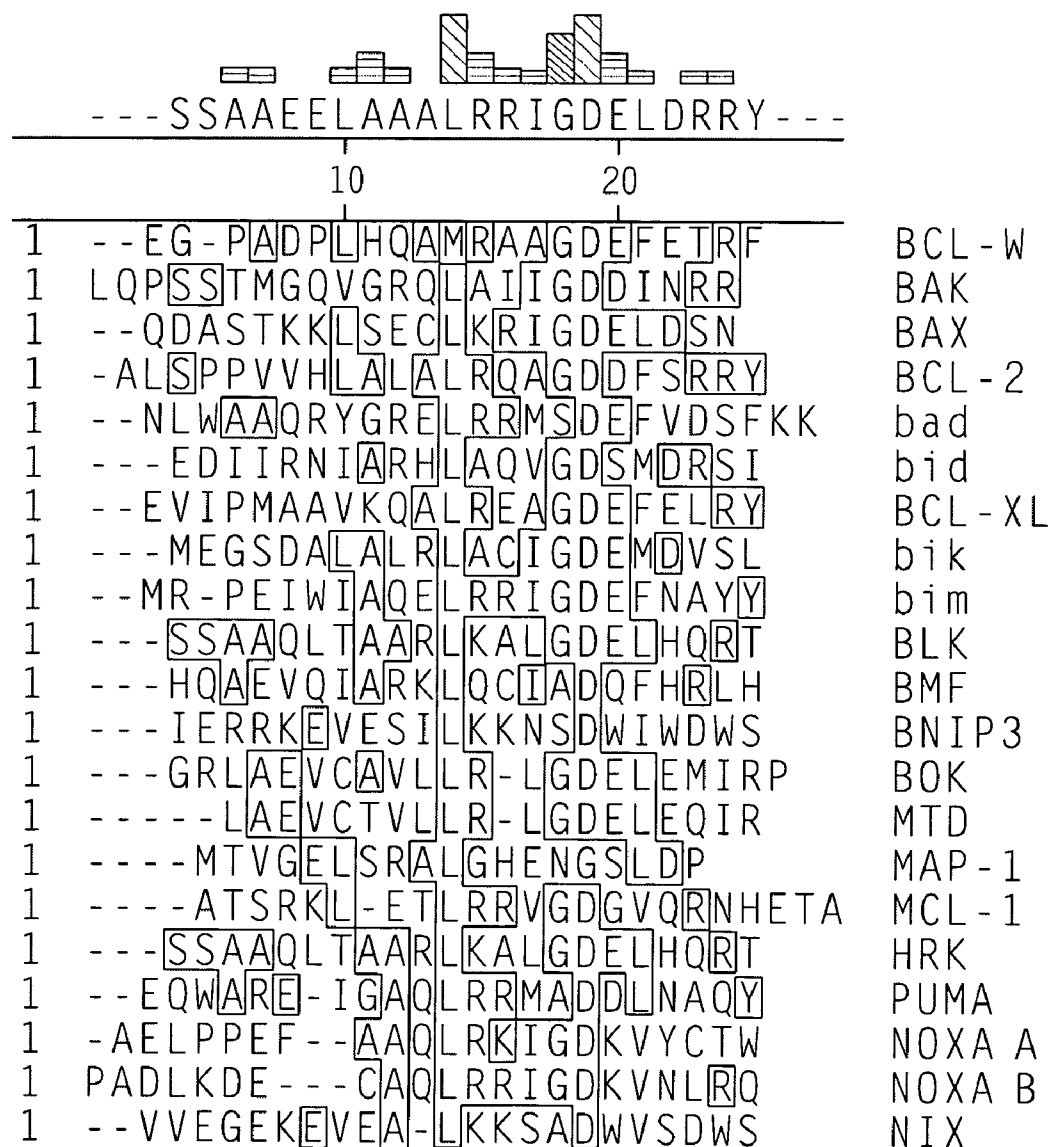 ---SSAAEELAAALRRIGDELDRRY---
10 20
1 --EG-PADPLHQAMRAAGDEFETRF BCL-W
1 LQPSSTMGQVGRQLAIIGDDINRR BAK
1 --QDASTKKLSECLKRIGDELDSN BAX
1 -ALSPPVVHLALALRQAGDDFSRRY BCL-2
1 --NLWAAQRYGRELRRMSDEFVDSFKK bad
1 ---EDIIRNIARHLAQVGDSMDRSI bid
1 --EVIPMAAVKQALREAGDEFELRY BCL-XL
1 ---MEGSDALALRLACIGDEMDVSL bik
1 --MR-PEIWIAQELRRIGDEFNAYY bim
1 ---SSAAQLTAARLKALGDELHQRT BLK
1 ----HQAEVQIARKLQCIADQFHRLH BMF
1 ---IERRKEVESILKKNSDWIWDWS BNIP3
1 ---GRLAEVCAVLLR-LGDELEMIRP BOK
1 -----LAEVCTVLLR-LGDELEQIR MTD
1 ----MTVGELSRALGHENGSLDP MAP-1
1 ----ATSRKL-ETLRRVGDGVQRNHETA MCL-1
1 ---SSAAQLTAARLKALGDELHQRT HRK
1 --EQWARE-IGAQLRRMADDLNAQY PUMA
1 -AELPPEF--AAQLRKIGDKVYCTW NOXA A
1 PADLKDE---CAQLRRIGDKVNLRQ NOXA B
1 --VVEGEKEVEA-LKKSADWVSDWS NIX